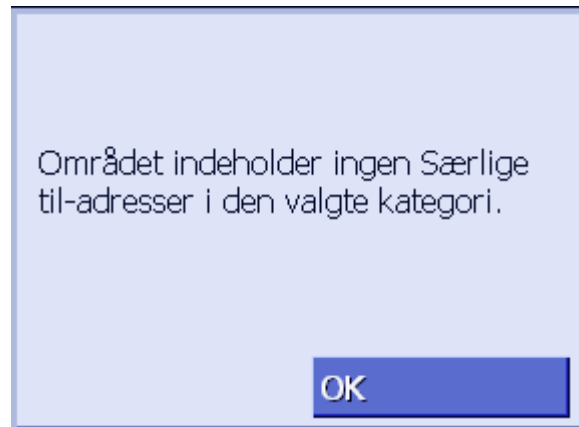 Området indeholder ingen Særlige
til-adresser i den valgte kategori.
OK